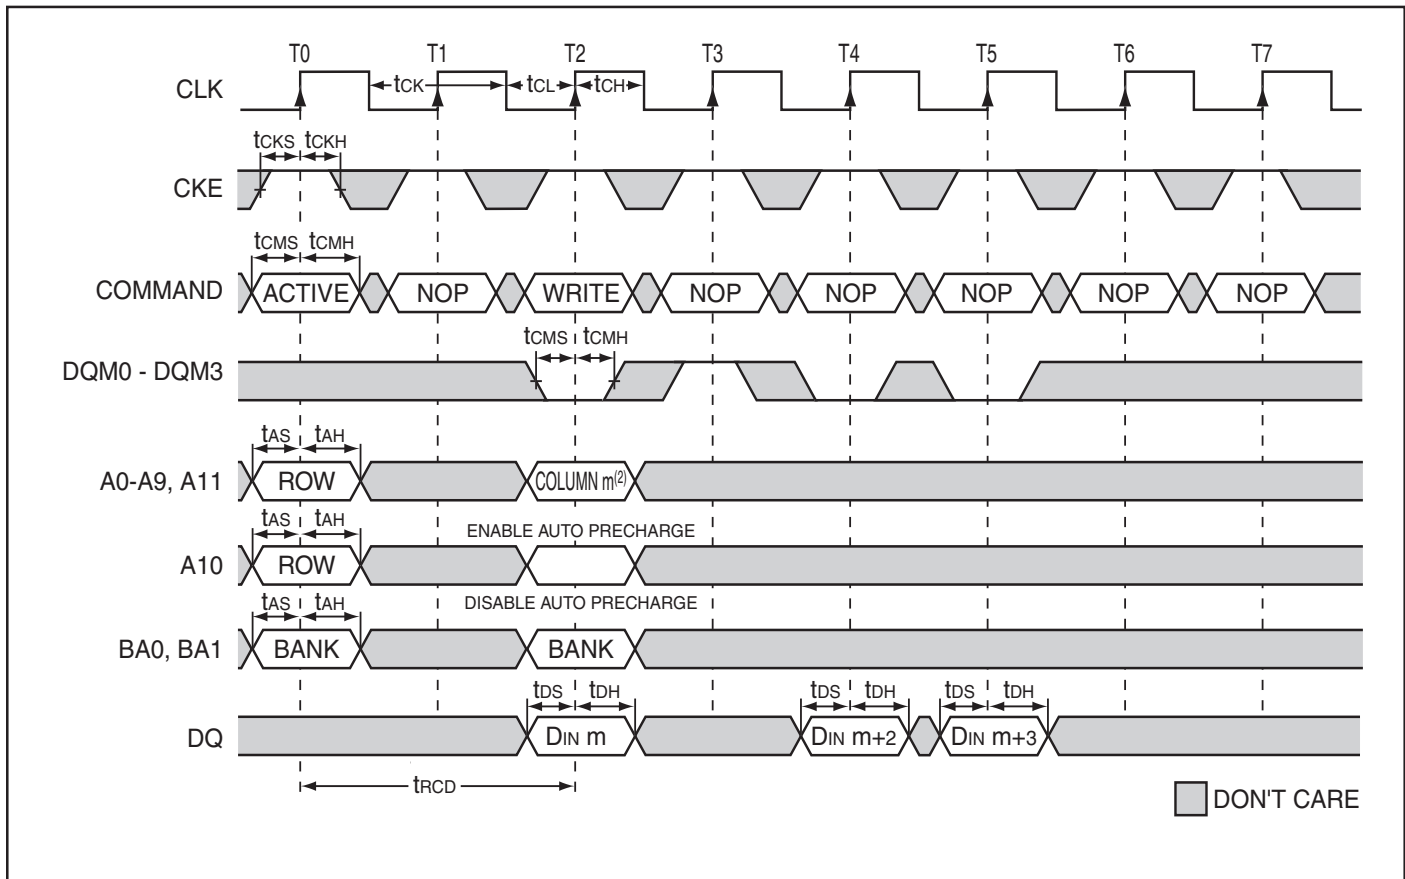 T0 T1 T2 T3 T4 T5 T6 T7
CLK tCK tCL tCH
tCKS tCKH
CKE
tCMS tCMH
COMMAND ACTIVE NOP WRITE NOP NOP NOP NOP NOP
tCMS tCMH
DQM0 - DQM3
tAS tAH
A0-A9, A11 ROW COLUMN m(2)
tAS tAH ENABLE AUTO PRECHARGE
A10 ROW
tAS tAH DISABLE AUTO PRECHARGE
BA0, BA1 BANK BANK
tDS tDH tDS tDH tDS tDH
DQ DIN m DIN m+2 DIN m+3
tRCD
DON'T CARE